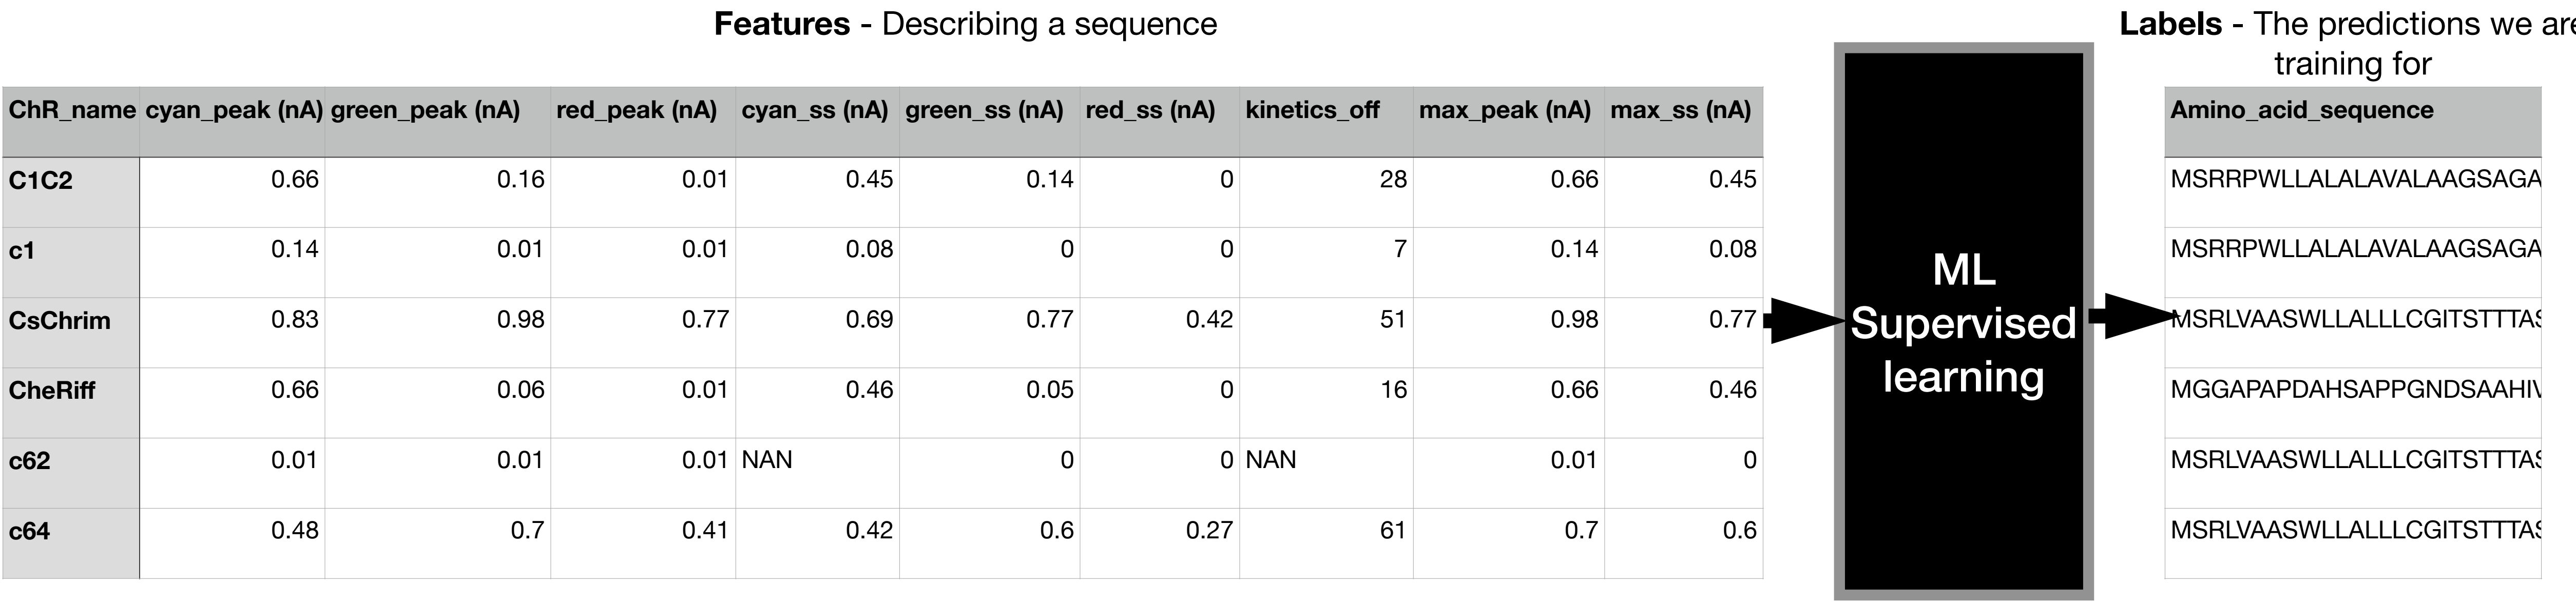 Features - Describing a sequence
Labels - The predictions we are
training for
ChR_name cyan_peak (nA) green_peak (nA) red_peak (nA) cyan_ss (nA) green_ss (nA) red_ss (nA) kinetics_off max_peak (nA) max_ss (nA) Amino_acid_sequence
C1C2 0.66 0.16 0.01 0.45 0.14 0 28 0.66 0.45 MSRRPWLLALALAVALAAGSAGA
c1 0.14 0.01 0.01 0.08 0 0 7 0.14 0.08 MSRRPWLLALALAVALAAGSAGA
CsChrim 0.83 0.98 0.77 0.69 0.77 0.42 51 0.98 0.77 MSRLVAASWLLALLLCGITSTTTAS
CheRiff 0.66 0.06 0.01 0.46 0.05 0 16 0.66 0.46 MGGAPAPDAHSAPPGNDSAAHIV
c62 0.01 0.01 0.01 NAN 0 0 NAN 0.01 0 MSRLVAASWLLALLLCGITSTTTAS
c64 0.48 0.7 0.41 0.42 0.6 0.27 61 0.7 0.6 MSRLVAASWLLALLLCGITSTTTAS
ML
Supervised
learning